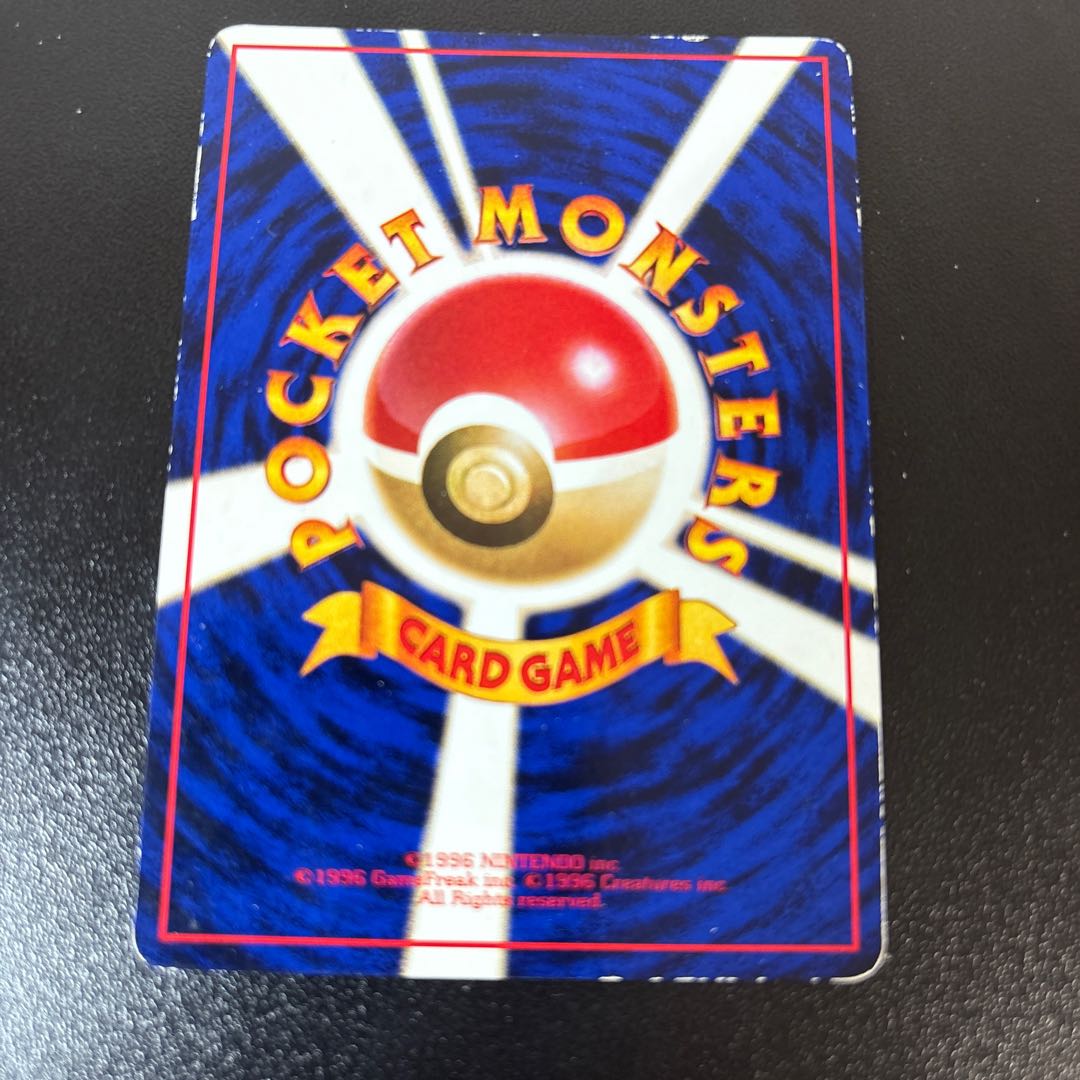 POCKET MONSTERS
CARD GAME
©1996 NINTENDO inc.
©1996 GameFreak inc. ©1996 Creatures inc.
All Rights reserved.